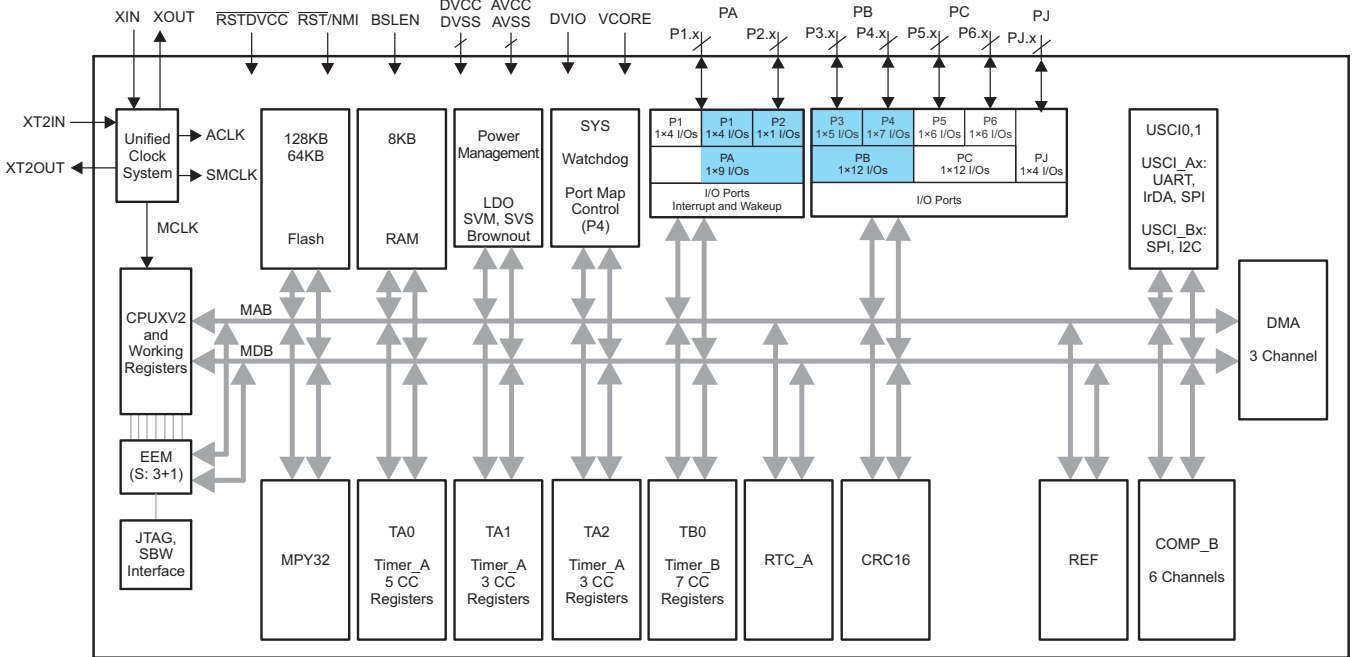 XIN XOUT RSTDVCC RST/NMI BSLEN DVCC DVSS AVCC AVSS DVIO VCORE
PA
P1.x P2.x
PB
P3.x P4.x
PC
P5.x P6.x
PJ
PJ.x
XT2IN
XT2OUT
Unified
Clock
System
ACLK
SMCLK
MCLK
128KB
64KB
Flash
8KB
RAM
Power
Management
LDO
SVM, SVS
Brownout
SYS
Watchdog
Port Map
Control
(P4)
P1
1×4 I/Os
P1
1×4 I/Os
P2
1×1 I/Os
PA
1×9 I/Os
I/O Ports
Interrupt and Wakeup
P3
1×5 I/Os
P4
1×7 I/Os
P5
1×6 I/Os
P6
1×6 I/Os
PB
1×12 I/Os
PC
1×12 I/Os
PJ
1×4 I/Os
I/O Ports
USCI0,1
USCI_Ax:
UART,
IrDA, SPI
USCI_Bx:
SPI, I2C
CPUXV2
and
Working
Registers
MAB
MDB
DMA
3 Channel
EEM
(S: 3+1)
JTAG,
SBW
Interface
MPY32
TA0
Timer_A
5 CC
Registers
TA1
Timer_A
3 CC
Registers
TA2
Timer_A
3 CC
Registers
TB0
Timer_B
7 CC
Registers
RTC_A
CRC16
REF
COMP_B
6 Channels